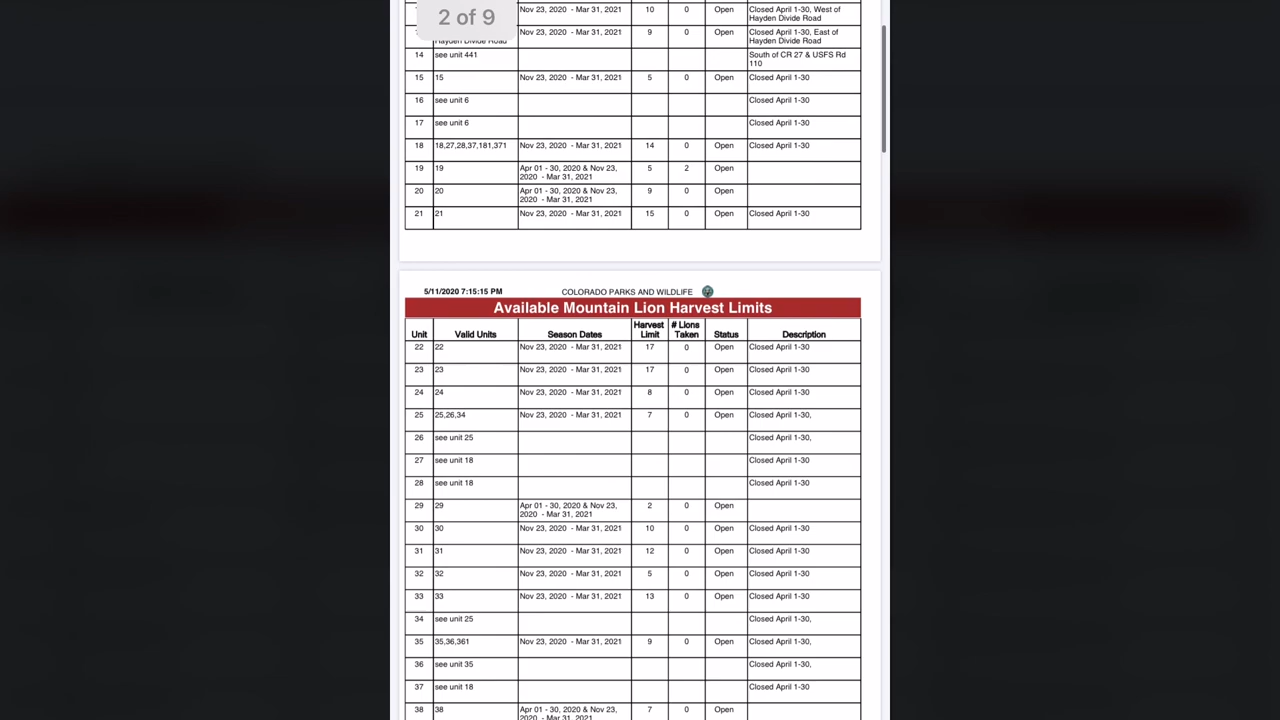 2 of 9
Nov 23, 2020 - Mar 31, 2021 10 0 Open Closed April 1-30, West of
Hayden Divide Road
Nov 23, 2020 - Mar 31, 2021 9 0 Open Closed April 1-30, East of
Hayden Divide Road Hayden Divide Road
14 see unit 441 South of CR 27 & USFS Rd
110
15 15 Nov 23, 2020 - Mar 31, 2021 5 0 Open Closed April 1-30
16 see unit 6 Closed April 1-30
17 see unit 6 Closed April 1-30
18 18,27,28,37,181,371 Nov 23, 2020 - Mar 31, 2021 14 0 Open Closed April 1-30
19 19 Apr 01 - 30, 2020 & Nov 23, 5 2 Open
2020 - Mar 31, 2021
20 20 Apr 01 - 30, 2020 & Nov 23, 9 0 Open
2020 - Mar 31, 2021
21 21 Nov 23, 2020 - Mar 31, 2021 15 0 Open Closed April 1-30
5/11/2020 7:15:15 PM COLORADO PARKS AND WILDLIFE
Available Mountain Lion Harvest Limits
Harvest # Lions
Unit Valid Units Season Dates Limit Taken Status Description
22 22 Nov 23, 2020 - Mar 31, 2021 17 0 Open Closed April 1-30
23 23 Nov 23, 2020 - Mar 31, 2021 17 0 Open Closed April 1-30
24 24 Nov 23, 2020 - Mar 31, 2021 8 0 Open Closed April 1-30
25 25,26,34 Nov 23, 2020 - Mar 31, 2021 7 0 Open Closed April 1-30,
26 see unit 25 Closed April 1-30,
27 see unit 18 Closed April 1-30
28 see unit 18 Closed April 1-30
29 29 Apr 01 - 30, 2020 & Nov 23, 2 0 Open
2020 - Mar 31, 2021
30 30 Nov 23, 2020 - Mar 31, 2021 10 0 Open Closed April 1-30
31 31 Nov 23, 2020 - Mar 31, 2021 12 0 Open Closed April 1-30
32 32 Nov 23, 2020 - Mar 31, 2021 5 0 Open Closed April 1-30
33 33 Nov 23, 2020 - Mar 31, 2021 13 0 Open Closed April 1-30
34 see unit 25 Closed April 1-30,
35 35,36,361 Nov 23, 2020 - Mar 31, 2021 9 0 Open Closed April 1-30,
36 see unit 35 Closed April 1-30,
37 see unit 18 Closed April 1-30
38 38 Apr 01 - 30, 2020 & Nov 23, 7 0 Open
2020 - Mar 31, 2021